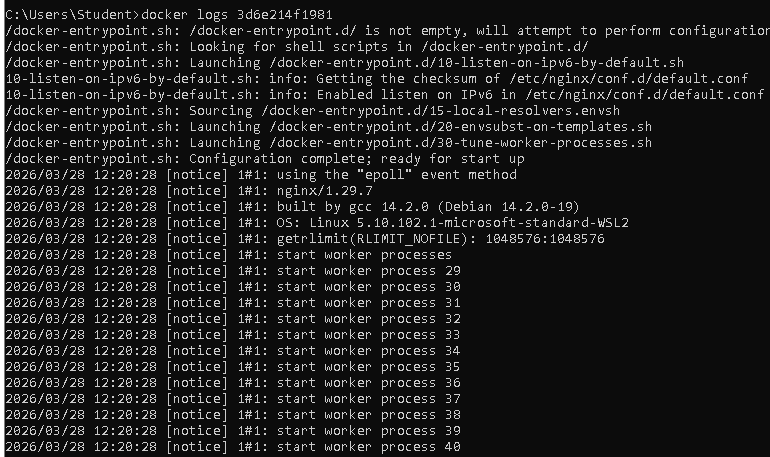 C:\Users\Student>docker logs 3d6e214f1981
/docker-entrypoint.sh: /docker-entrypoint.d/ is not empty, will attempt to perform configuration
/docker-entrypoint.sh: Looking for shell scripts in /docker-entrypoint.d/
/docker-entrypoint.sh: Launching /docker-entrypoint.d/10-listen-on-ipv6-by-default.sh
10-listen-on-ipv6-by-default.sh: info: Getting the checksum of /etc/nginx/conf.d/default.conf
10-listen-on-ipv6-by-default.sh: info: Enabled listen on IPv6 in /etc/nginx/conf.d/default.conf
/docker-entrypoint.sh: Sourcing /docker-entrypoint.d/15-local-resolvers.envsh
/docker-entrypoint.sh: Launching /docker-entrypoint.d/20-envsubst-on-templates.sh
/docker-entrypoint.sh: Launching /docker-entrypoint.d/30-tune-worker-processes.sh
/docker-entrypoint.sh: Configuration complete; ready for start up
2026/03/28 12:20:28 [notice] 1#1: using the "epoll" event method
2026/03/28 12:20:28 [notice] 1#1: nginx/1.29.7
2026/03/28 12:20:28 [notice] 1#1: built by gcc 14.2.0 (Debian 14.2.0-19)
2026/03/28 12:20:28 [notice] 1#1: OS: Linux 5.10.102.1-microsoft-standard-WSL2
2026/03/28 12:20:28 [notice] 1#1: getrlimit(RLIMIT_NOFILE): 1048576:1048576
2026/03/28 12:20:28 [notice] 1#1: start worker processes
2026/03/28 12:20:28 [notice] 1#1: start worker process 29
2026/03/28 12:20:28 [notice] 1#1: start worker process 30
2026/03/28 12:20:28 [notice] 1#1: start worker process 31
2026/03/28 12:20:28 [notice] 1#1: start worker process 32
2026/03/28 12:20:28 [notice] 1#1: start worker process 33
2026/03/28 12:20:28 [notice] 1#1: start worker process 34
2026/03/28 12:20:28 [notice] 1#1: start worker process 35
2026/03/28 12:20:28 [notice] 1#1: start worker process 36
2026/03/28 12:20:28 [notice] 1#1: start worker process 37
2026/03/28 12:20:28 [notice] 1#1: start worker process 38
2026/03/28 12:20:28 [notice] 1#1: start worker process 39
2026/03/28 12:20:28 [notice] 1#1: start worker process 40